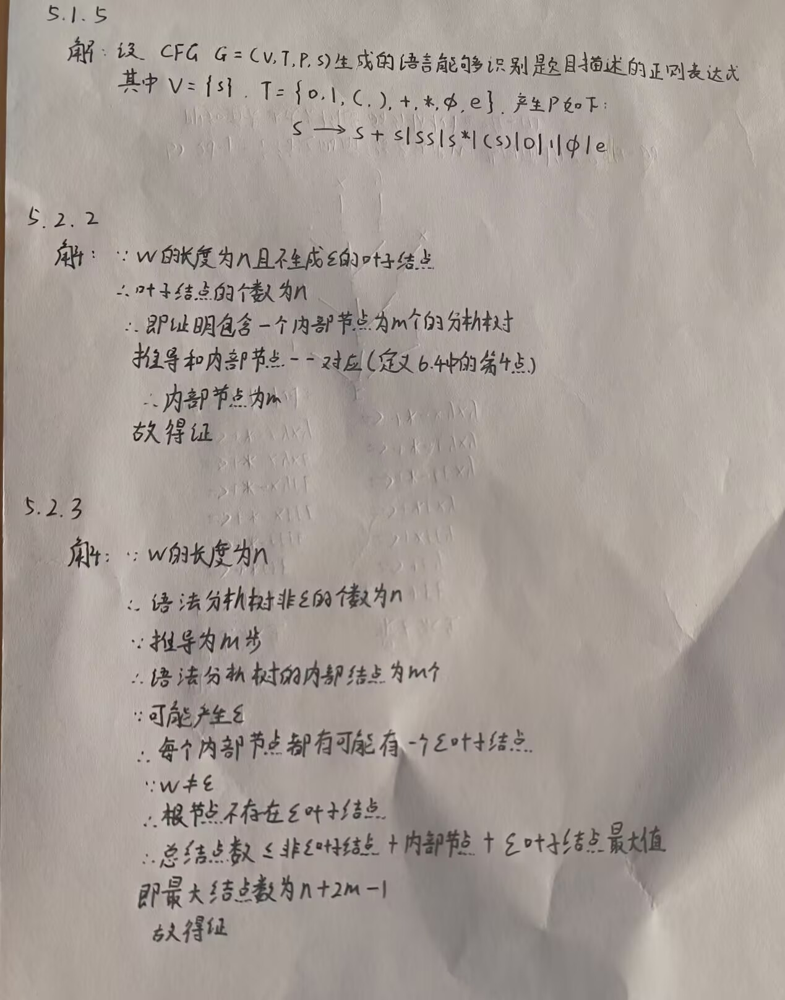 5.1.5
解：设 CFG G=(V,T,P,S)生成的语言能够识别是题目描述的正则表达式
其中 V={s}. T={0,1,(,),+,*,ϕ,e}. 产生P如下：
S → S+S|SS|S*|(S)|0|1|ϕ|e
5.2.2
解：∵ w的长度为n且不生成ε的叶子结点
∴叶子结点的个数为n
∴即证明包含一个内部节点为m个的分析树
推导和内部节点一一对应(定义6.4中的第4点)
∴内部节点为m
故得证
5.2.3
解：∵ w的长度为n
∴语法分析树非ε的个数为n
∵推导为m步
∴语法分析树的内部结点为m个
∵可能产生ε
∴每个内部节点都有可能有一个ε叶子结点
∵w≠ε
∴根节点不存在ε叶子结点
∴总结点数≤非ε叶子结点+内部节点+ε叶子结点最大值
即最大结点数为n+2m-1
故得证